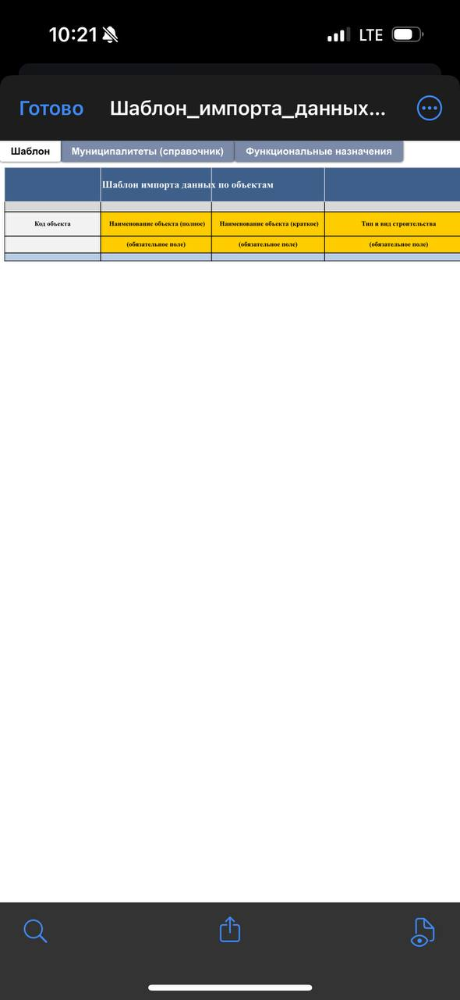 10:21 LTE
Готово Шаблон_импорта_данных...
Шаблон Муниципалитеты (справочник) Функциональные назначения
Шаблон импорта данных по объектам
Код объекта Наименование объекта (полное) Наименование объекта (краткое) Тип и вид строительства
(обязательное поле) (обязательное поле) (обязательное поле)